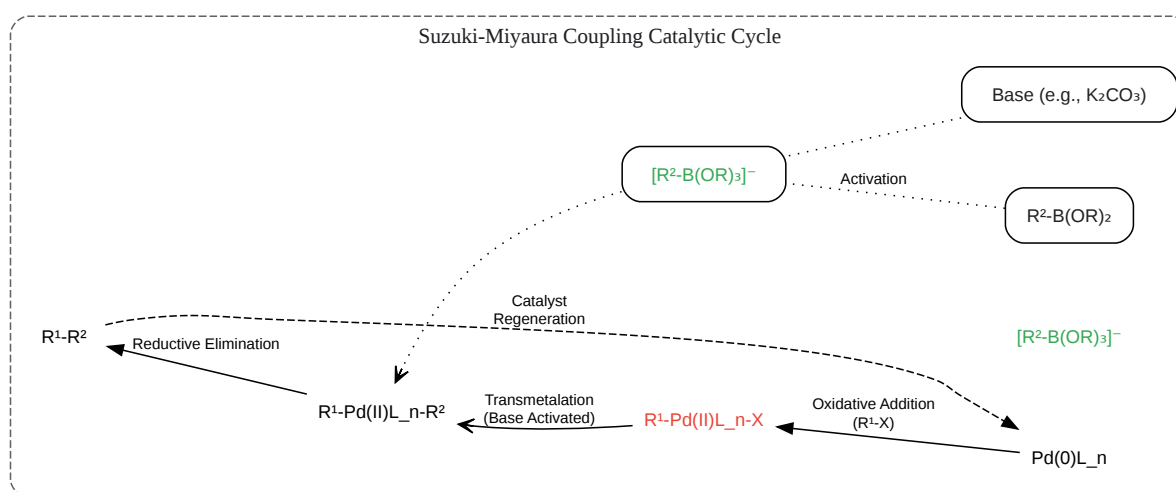 Suzuki-Miyaura Coupling Catalytic Cycle
Base (e.g., K₂CO₃)
[R²-B(OR)₃]⁻
Activation
R²-B(OR)₂
Catalyst
Regeneration
R¹-R²
Reductive Elimination
[R²-B(OR)₃]⁻
R¹-Pd(II)L_n-R²
Transmetalation
(Base Activated)
R¹-Pd(II)L_n-X
Oxidative Addition
(R¹-X)
Pd(0)L_n